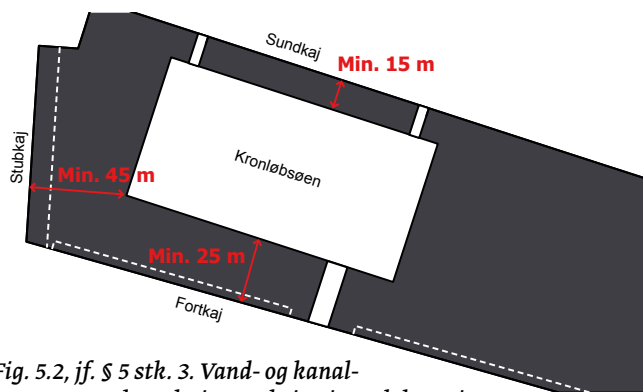 Sundkaj
Min. 15 m
Kronløbsøen
Stubkaj
Min. 45 m
Min. 25 m
Fortkaj
Fig. 5.2, jf. § 5 stk. 3. Vand- og kanal-